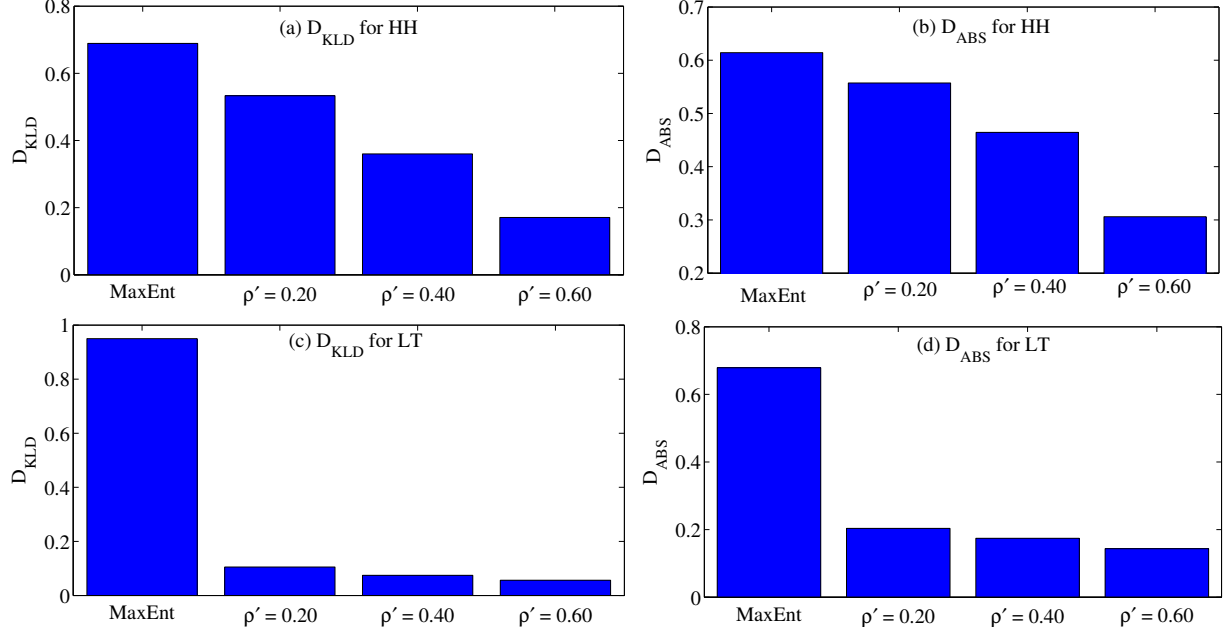 (a) D_KLD for HH
D_KLD
0.8
0.6
0.4
0.2
0
MaxEnt ρ′ = 0.20 ρ′ = 0.40 ρ′ = 0.60
(b) D_ABS for HH
D_ABS
0.7
0.6
0.5
0.4
0.3
0.2
MaxEnt ρ′ = 0.20 ρ′ = 0.40 ρ′ = 0.60
(c) D_KLD for LT
D_KLD
1
0.8
0.6
0.4
0.2
0
MaxEnt ρ′ = 0.20 ρ′ = 0.40 ρ′ = 0.60
(d) D_ABS for LT
D_ABS
0.8
0.6
0.4
0.2
0
MaxEnt ρ′ = 0.20 ρ′ = 0.40 ρ′ = 0.60